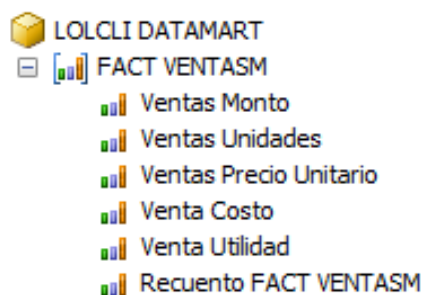 LOLCLI DATAMART
FACT VENTASM
Ventas Monto
Ventas Unidades
Ventas Precio Unitario
Venta Costo
Venta Utilidad
Recuento FACT VENTASM